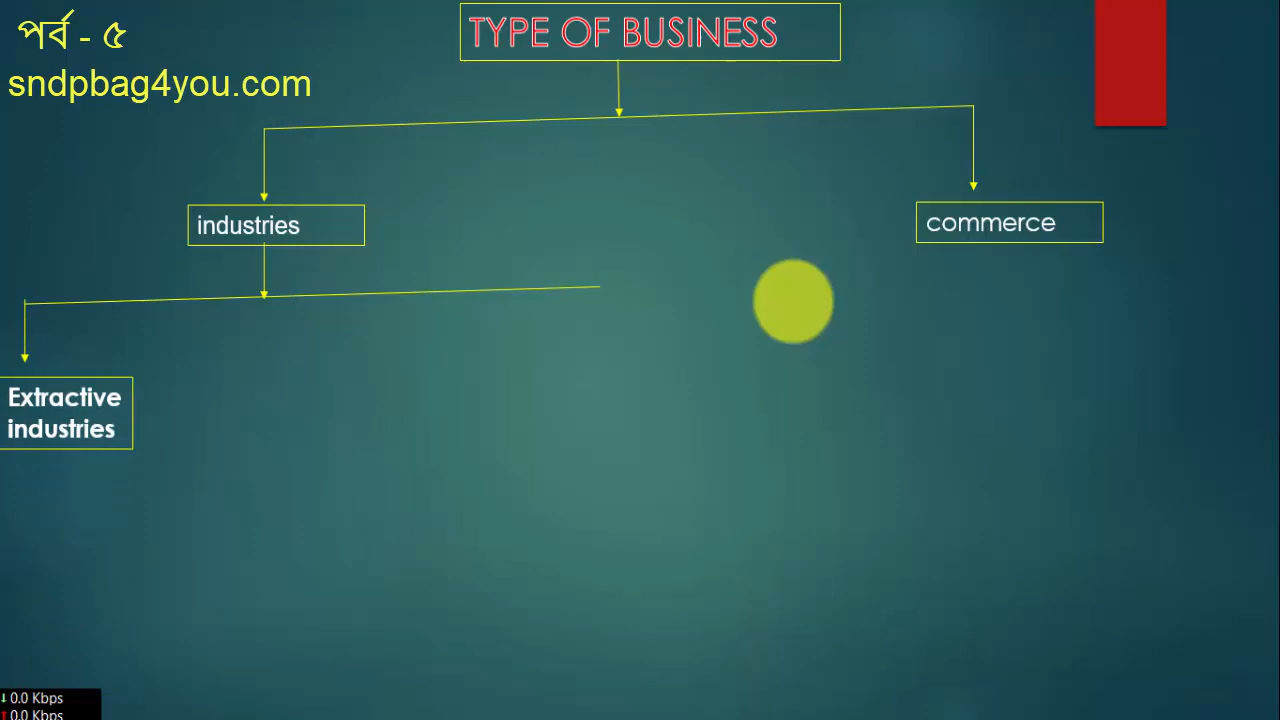 পর্ব - ৫
sndpbag4you.com
TYPE OF BUSINESS
industries
commerce
Extractive
industries
0.0 Kbps
0.0 Kbps